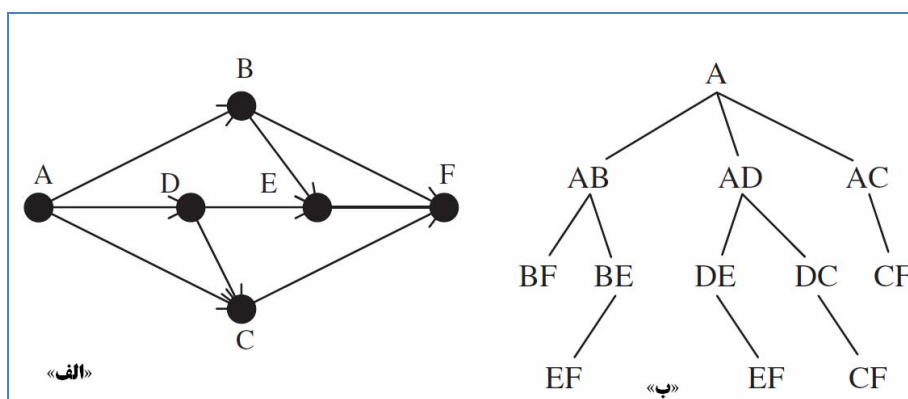 B
A
D
E
F
C
«الف»
A
AB AD AC
BF BE DE DC CF
EF EF CF
«ب»